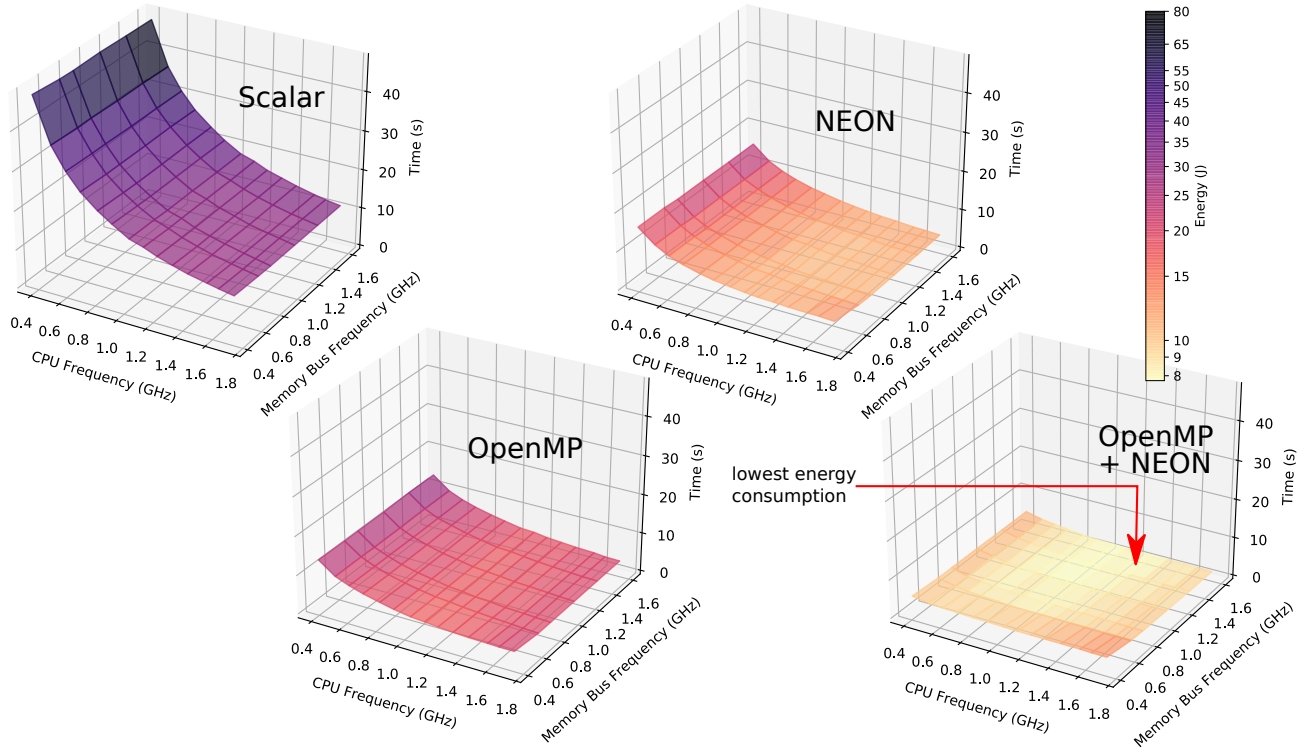 Scalar
40
30
20
10
0
Time (s)
0.4 0.6 0.8 1.0 1.2 1.4 1.6 1.8
CPU Frequency (GHz)
0.4 0.6 0.8 1.0 1.2 1.4 1.6
Memory Bus Frequency (GHz)
NEON
40
30
20
10
0
Time (s)
0.4 0.6 0.8 1.0 1.2 1.4 1.6 1.8
CPU Frequency (GHz)
0.4 0.6 0.8 1.0 1.2 1.4 1.6
Memory Bus Frequency (GHz)
80
65
55
50
45
40
35
30
25
20
15
10
9
8
Energy (J)
OpenMP
40
30
20
10
0
Time (s)
0.4 0.6 0.8 1.0 1.2 1.4 1.6 1.8
CPU Frequency (GHz)
0.4 0.6 0.8 1.0 1.2 1.4 1.6
Memory Bus Frequency (GHz)
OpenMP
+ NEON
lowest energy
consumption
40
30
20
10
0
Time (s)
0.4 0.6 0.8 1.0 1.2 1.4 1.6 1.8
CPU Frequency (GHz)
0.4 0.6 0.8 1.0 1.2 1.4 1.6
Memory Bus Frequency (GHz)